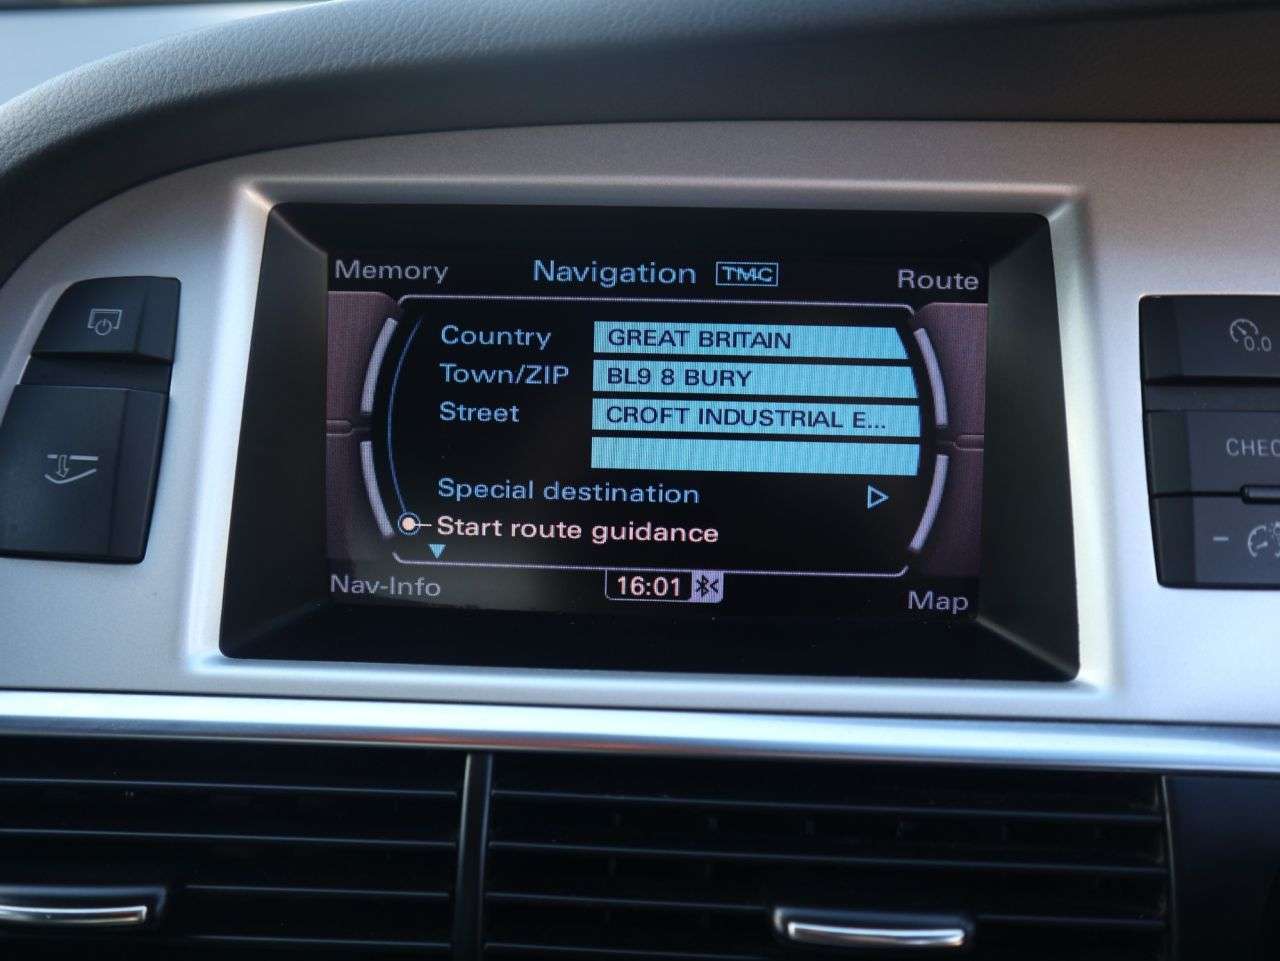 Memory Navigation TMC Route
Country GREAT BRITAIN
Town/ZIP BL9 8 BURY
Street CROFT INDUSTRIAL E...
Special destination
Start route guidance
Nav-Info 16:01 Map
0.0
CHEC